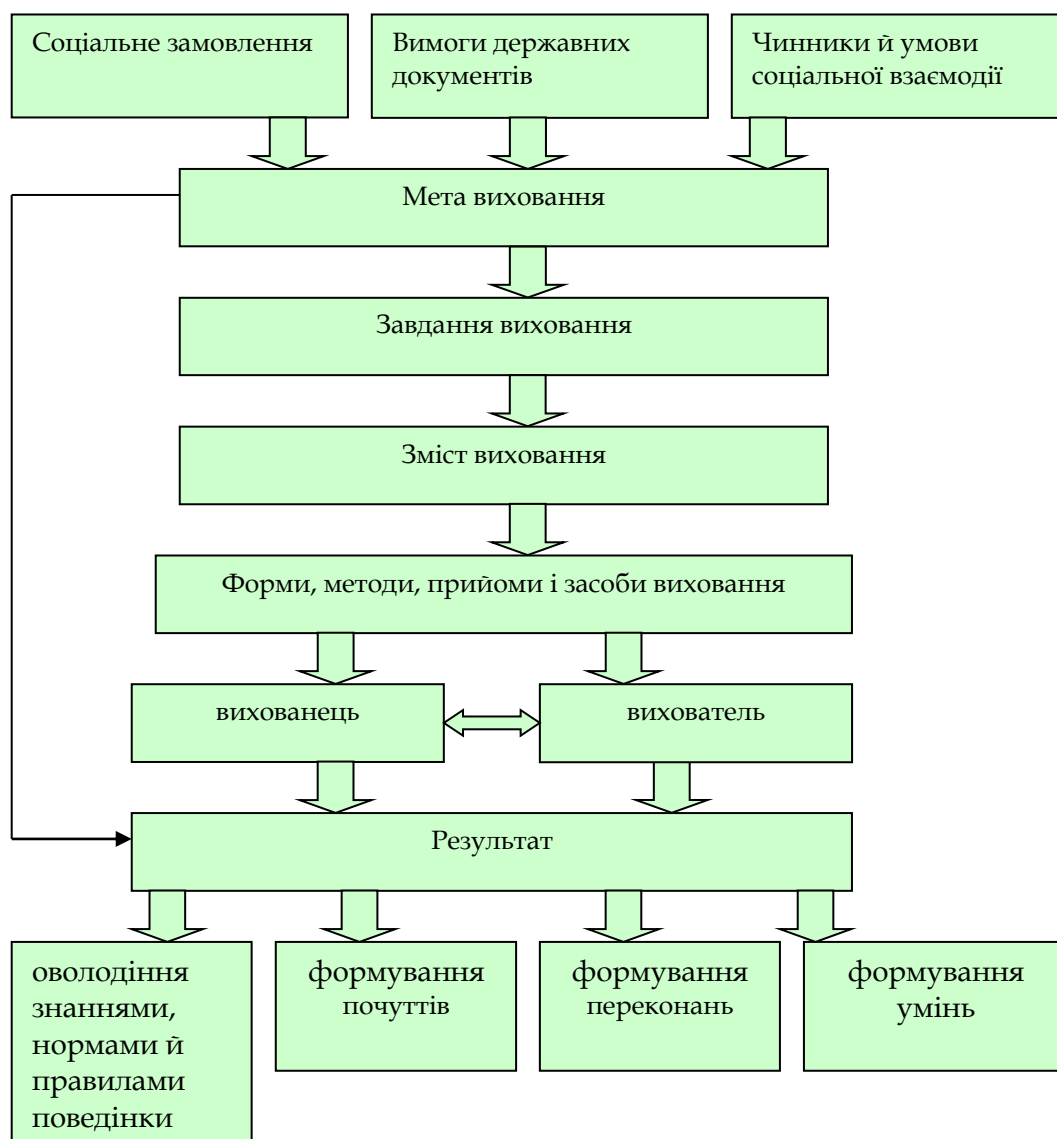 Соціальне замовлення
Вимоги державних
документів
Чинники й умови
соціальної взаємодії
Мета виховання
Завдання виховання
Зміст виховання
Форми, методи, прийоми і засоби виховання
вихованець
вихователь
Результат
оволодіння
знаннями,
нормами й
правилами
поведінки
формування
почуттів
формування
переконань
формування
умінь